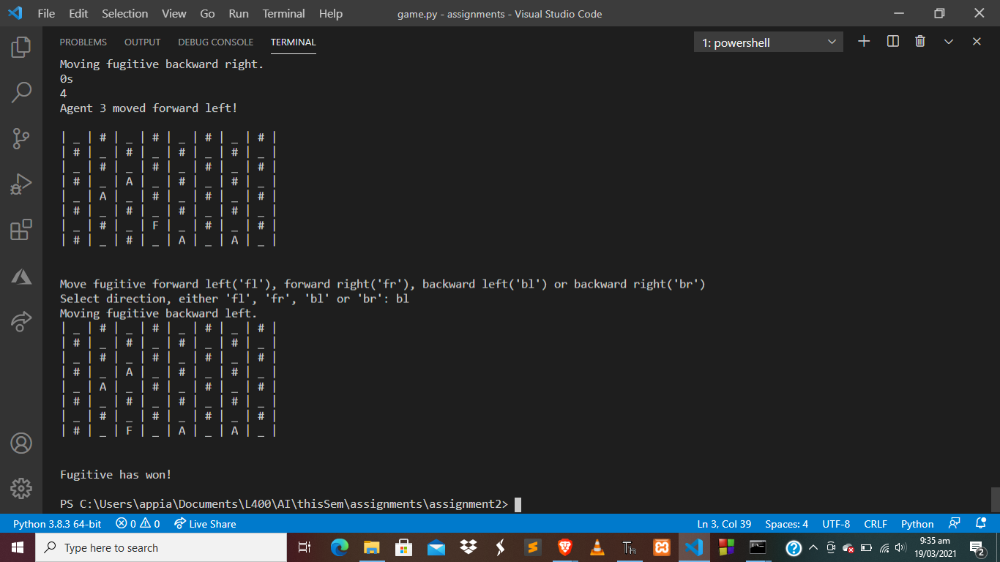 File Edit Selection View Go Run Terminal Help game.py - assignments - Visual Studio Code
PROBLEMS OUTPUT DEBUG CONSOLE TERMINAL 1: powershell
Moving fugitive backward right.
0s
4
Agent 3 moved forward left!
| _ | # | _ | # | _ | # | _ | # |
| # | _ | # | _ | # | _ | # | _ |
| _ | # | _ | # | _ | # | _ | # |
| # | _ | A | _ | # | _ | # | _ |
| _ | A | _ | # | _ | # | _ | # |
| # | _ | # | _ | # | _ | # | _ |
| _ | # | _ | F | _ | # | _ | # |
| # | _ | # | _ | A | _ | A | _ |
Move fugitive forward left('fl'), forward right('fr'), backward left('bl') or backward right('br')
Select direction, either 'fl', 'fr', 'bl' or 'br': bl
Moving fugitive backward left.
| _ | # | _ | # | _ | # | _ | # |
| # | _ | # | _ | # | _ | # | _ |
| _ | # | _ | # | _ | # | _ | # |
| # | _ | A | _ | # | _ | # | _ |
| _ | A | _ | # | _ | # | _ | # |
| # | _ | # | _ | # | _ | # | _ |
| _ | # | _ | # | _ | # | _ | # |
| # | _ | F | _ | A | _ | A | _ |
Fugitive has won!
PS C:\Users\appia\Documents\L400\AI\thisSem\assignments\assignment2>
Python 3.8.3 64-bit 0 0 Live Share Ln 3, Col 39 Spaces: 4 UTF-8 CRLF Python
Type here to search Th 9:35 am
19/03/2021 2